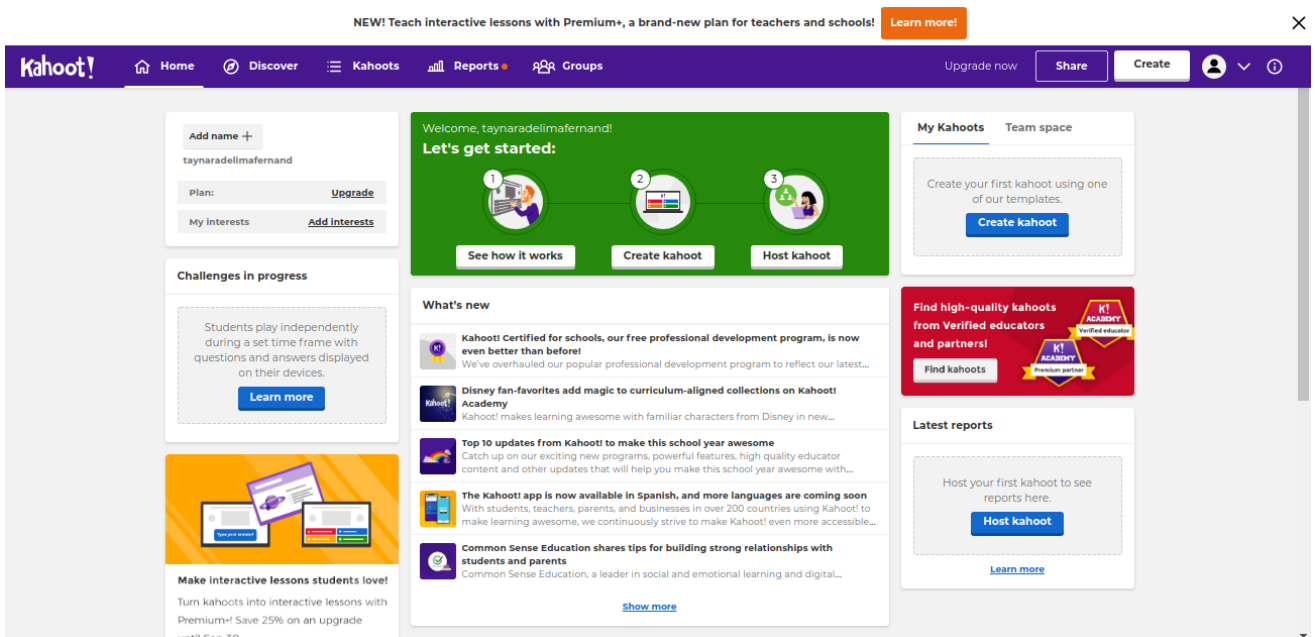 NEW! Teach interactive lessons with Premium+, a brand-new plan for teachers and schools!
Learn more!
Kahoot!
Home
Discover
Kahoots
Reports
Groups
Upgrade now
Share
Create
Add name
taynaradelimafernand
Plan:
Upgrade
My interests
Add interests
Challenges in progress
Students play independently
during a set time frame with
questions and answers displayed
on their devices.
Learn more
Type your answer!
Make interactive lessons students love!
Turn kahoots into interactive lessons with
Premium+! Save 25% on an upgrade
until Sep 30
Welcome, taynaradelimafernand!
Let's get started:
1
2
3
K!
See how it works
Create kahoot
Host kahoot
What's new
K!
Kahoot! Certified for schools, our free professional development program, is now
even better than before!
We've overhauled our popular professional development program to reflect our latest...
Kahoot!
Disney fan-favorites add magic to curriculum-aligned collections on Kahoot!
Academy
Kahoot! makes learning awesome with familiar characters from Disney in new...
Top 10 updates from Kahoot! to make this school year awesome
Catch up on our exciting new programs, powerful features, high quality educator
content and other updates that will help you make this school year awesome with...
The Kahoot! app is now available in Spanish, and more languages are coming soon
With students, teachers, parents, and businesses in over 200 countries using Kahoot! to
make learning awesome, we continuously strive to make Kahoot! even more accessible...
Common Sense Education shares tips for building strong relationships with
students and parents
Common Sense Education, a leader in social and emotional learning and digital...
Show more
My Kahoots
Team space
Create your first kahoot using one
of our templates.
Create kahoot
Find high-quality kahoots
from Verified educators
and partners!
Find kahoots
K!
ACADEMY
Verified educator
K!
ACADEMY
Premium partner
Latest reports
Host your first kahoot to see
reports here.
Host kahoot
Learn more